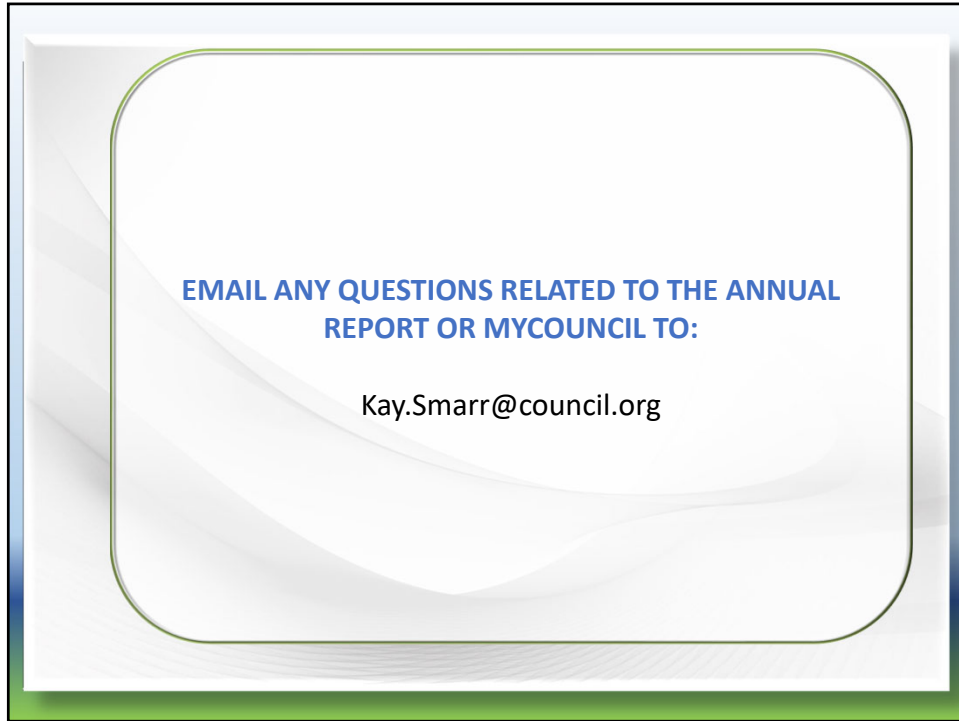 EMAIL ANY QUESTIONS RELATED TO THE ANNUAL
REPORT OR MYCOUNCIL TO:
Kay.Smarr@council.org